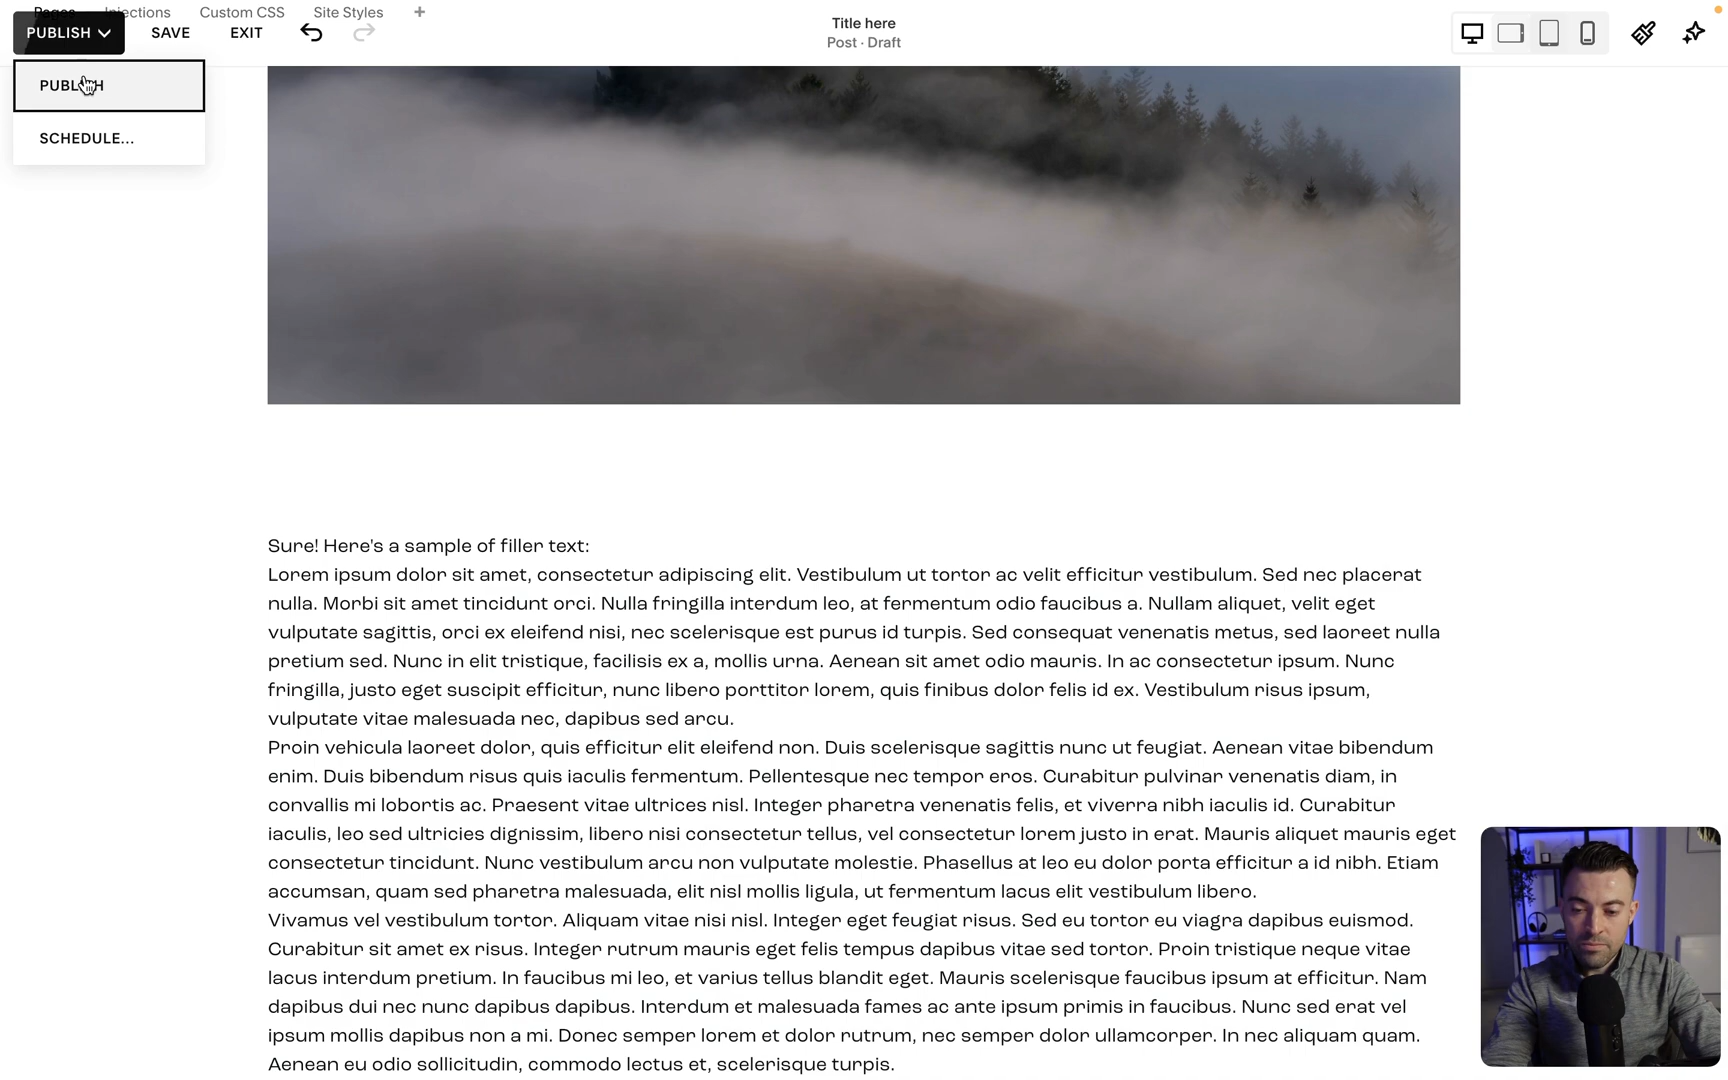 Pages Injections Custom CSS Site Styles +
PUBLISH SAVE EXIT
Title here
Post · Draft
PUBLISH
SCHEDULE...
Sure! Here's a sample of filler text:
Lorem ipsum dolor sit amet, consectetur adipiscing elit. Vestibulum ut tortor ac velit efficitur vestibulum. Sed nec placerat
nulla. Morbi sit amet tincidunt orci. Nulla fringilla interdum leo, at fermentum odio faucibus a. Nullam aliquet, velit eget
vulputate sagittis, orci ex eleifend nisi, nec scelerisque est purus id turpis. Sed consequat venenatis metus, sed laoreet nulla
pretium sed. Nunc in elit tristique, facilisis ex a, mollis urna. Aenean sit amet odio mauris. In ac consectetur ipsum. Nunc
fringilla, justo eget suscipit efficitur, nunc libero porttitor lorem, quis finibus dolor felis id ex. Vestibulum risus ipsum,
vulputate vitae malesuada nec, dapibus sed arcu.
Proin vehicula laoreet dolor, quis efficitur elit eleifend non. Duis scelerisque sagittis nunc ut feugiat. Aenean vitae bibendum
enim. Duis bibendum risus quis iaculis fermentum. Pellentesque nec tempor eros. Curabitur pulvinar venenatis diam, in
convallis mi lobortis ac. Praesent vitae ultrices nisl. Integer pharetra venenatis felis, et viverra nibh iaculis id. Curabitur
iaculis, leo sed ultricies dignissim, libero nisi consectetur tellus, vel consectetur lorem justo in erat. Mauris aliquet mauris eget
consectetur tincidunt. Nunc vestibulum arcu non vulputate molestie. Phasellus at leo eu dolor porta efficitur a id nibh. Etiam
accumsan, quam sed pharetra malesuada, elit nisl mollis ligula, ut fermentum lacus elit vestibulum libero.
Vivamus vel vestibulum tortor. Aliquam vitae nisi nisl. Integer eget feugiat risus. Sed eu tortor eu viagra dapibus euismod.
Curabitur sit amet ex risus. Integer rutrum mauris eget felis tempus dapibus vitae sed tortor. Proin tristique neque vitae
lacus interdum pretium. In faucibus mi leo, et varius tellus blandit eget. Mauris scelerisque faucibus ipsum at efficitur. Nam
dapibus dui nec nunc dapibus dapibus. Interdum et malesuada fames ac ante ipsum primis in faucibus. Nunc sed erat vel
ipsum mollis dapibus non a mi. Donec semper lorem et dolor rutrum, nec semper dolor ullamcorper. In nec aliquam quam.
Aenean eu odio sollicitudin, commodo lectus et, scelerisque turpis.